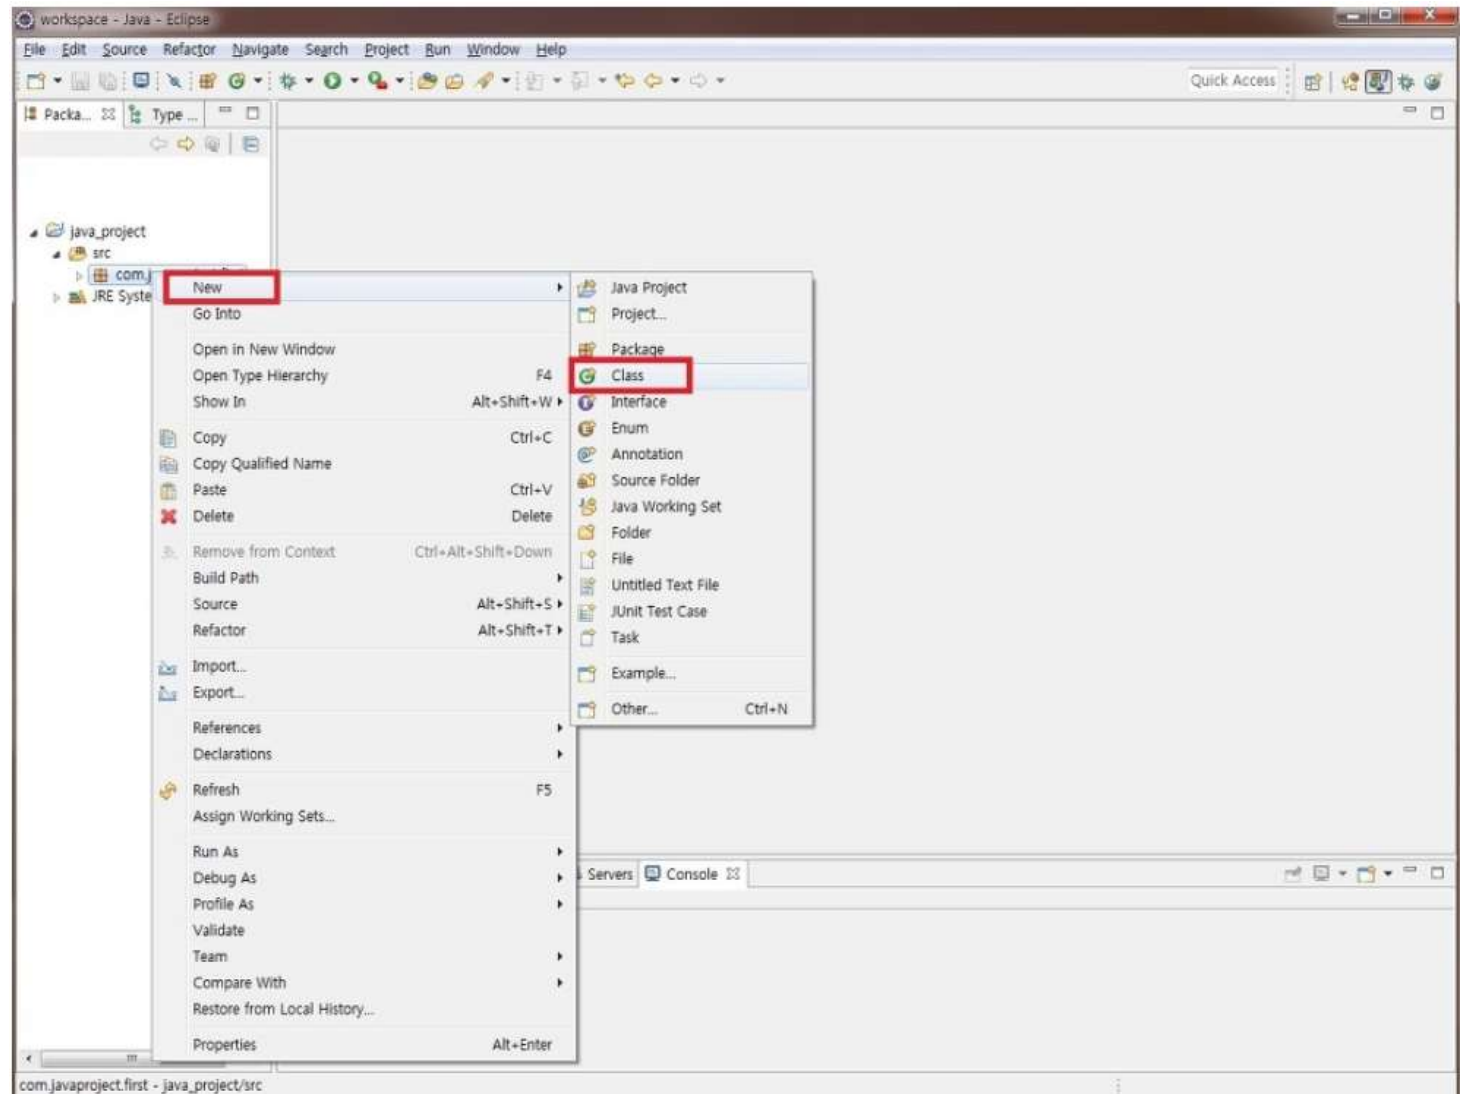 workspace - Java - Eclipse
File Edit Source Refactor Navigate Search Project Run Window Help
Quick Access
Packa... Type ...
java_project
src
com.j
JRE Syste
New
Go Into
Open in New Window
Open Type Hierarchy F4
Show In Alt+Shift+W
Copy Ctrl+C
Copy Qualified Name
Paste Ctrl+V
Delete Delete
Remove from Context Ctrl+Alt+Shift+Down
Build Path
Source Alt+Shift+S
Refactor Alt+Shift+T
Import...
Export...
References
Declarations
Refresh F5
Assign Working Sets...
Run As
Debug As
Profile As
Validate
Team
Compare With
Restore from Local History...
Properties Alt+Enter
Java Project
Project...
Package
Class
Interface
Enum
Annotation
Source Folder
Java Working Set
Folder
File
Untitled Text File
JUnit Test Case
Task
Example...
Other... Ctrl+N
Servers Console
com.javaproject.first - java_project/src